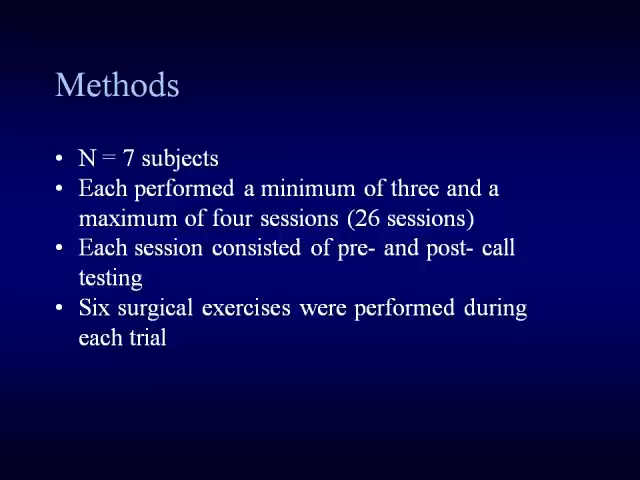 Methods
• N = 7 subjects
• Each performed a minimum of three and a
maximum of four sessions (26 sessions)
• Each session consisted of pre- and post- call
testing
• Six surgical exercises were performed during
each trial